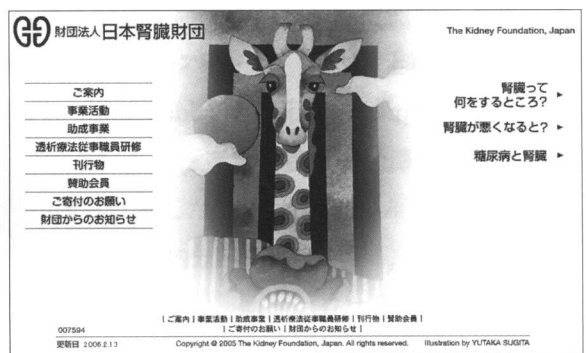 財団法人日本腎臓財団
The Kidney Foundation, Japan
ご案内
事業活動
助成事業
透析療法従事職員研修
刊行物
賛助会員
ご寄付のお願い
財団からのお知らせ
腎臓って
何をするところ?
腎臓が悪くなると?
糖尿病と腎臓
| ご案内 | 事業活動 | 助成事業 | 透析療法従事職員研修 | 刊行物 | 賛助会員 |
| ご寄付のお願い | 財団からのお知らせ |
007594
更新日 2006.2.13
Copyright @ 2005 The Kidney Foundation, Japan. All rights reserved. Illustration by YUTAKA SUGITA